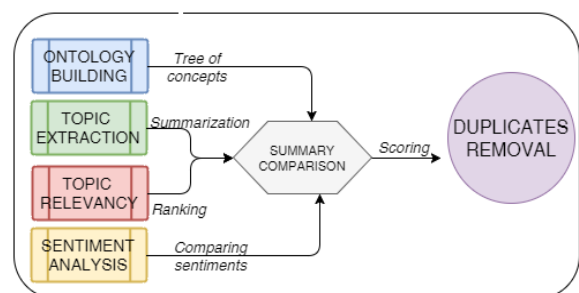 ONTOLOGY
BUILDING
Tree of
concepts
TOPIC
EXTRACTION
Summarization
SUMMARY
COMPARISON
Scoring
DUPLICATES
REMOVAL
TOPIC
RELEVANCY
Ranking
SENTIMENT
ANALYSIS
Comparing
sentiments